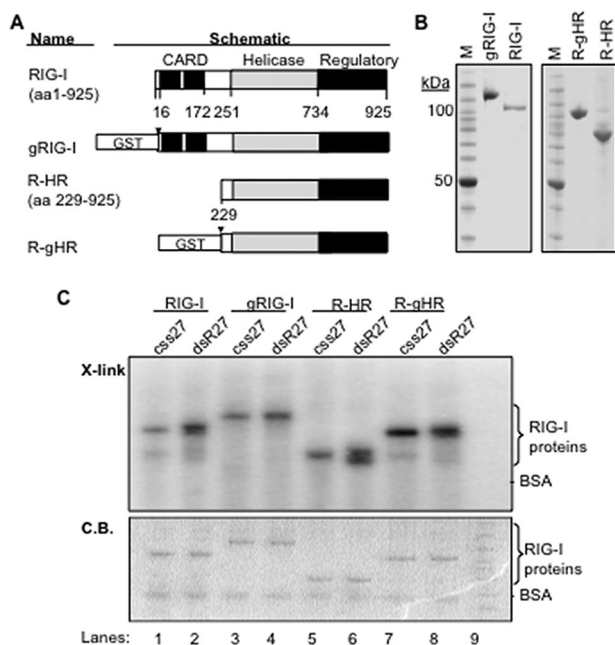 A
Name Schematic
RIG-I
(aa1-925)
CARD Helicase Regulatory
16 172 251 734 925
gRIG-I
GST
R-HR
(aa 229-925)
229
R-gHR
GST
B
M gRIG-I RIG-I M R-gHR R-HR
kDa
100
50
100
50
C
RIG-I gRIG-I R-HR R-gHR
css27 dsR27 css27 dsR27 css27 dsR27 css27 dsR27
X-link
RIG-I
proteins
BSA
C.B.
RIG-I
proteins
BSA
Lanes: 1 2 3 4 5 6 7 8 9